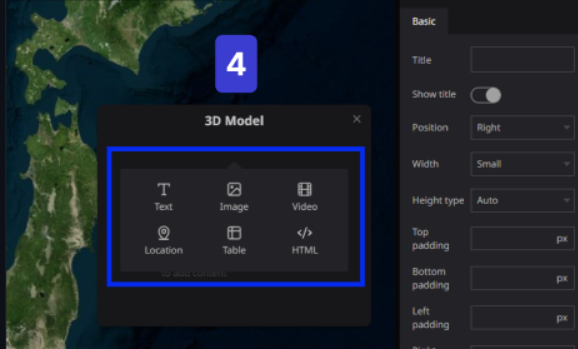 4
3D Model
Text
Image
Video
Location
Table
</>
HTML
to add content
Basic
Title
Show title
Position
Right
Width
Small
Height type
Auto
Top
padding
px
Bottom
padding
px
Left
padding
px
Right